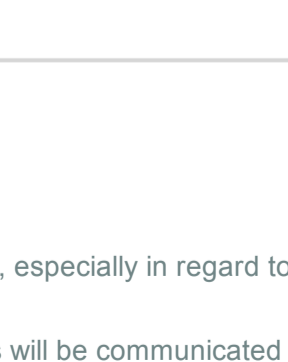 , especially in regard to
s will be communicated